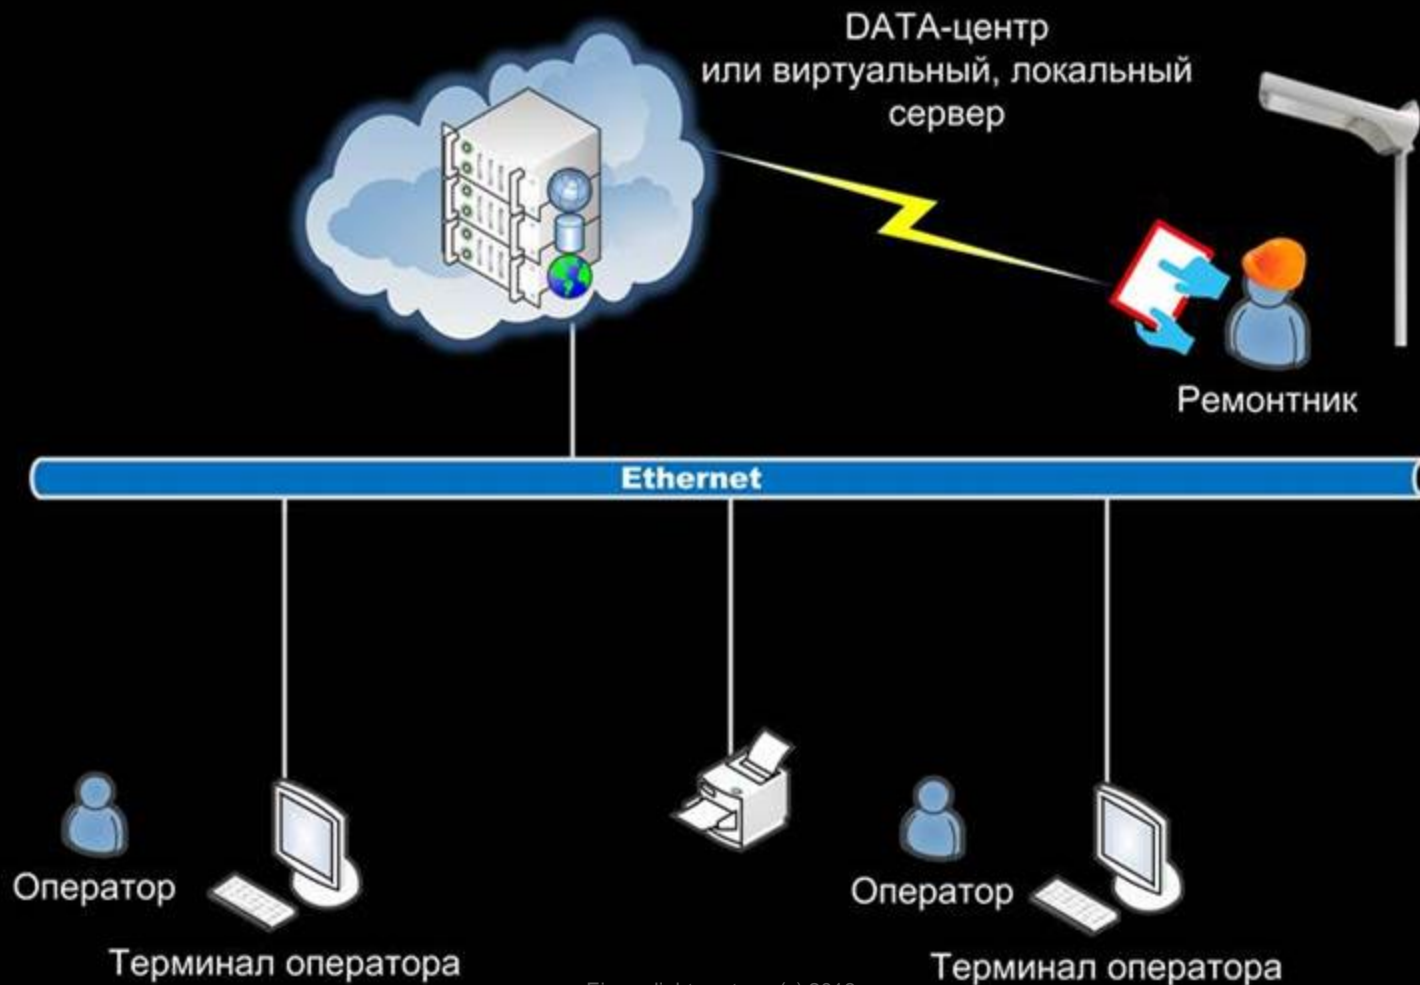 DATA-центр
или виртуальный, локальный
сервер
Ремонтник
Ethernet
Оператор
Оператор
Терминал оператора
Терминал оператора